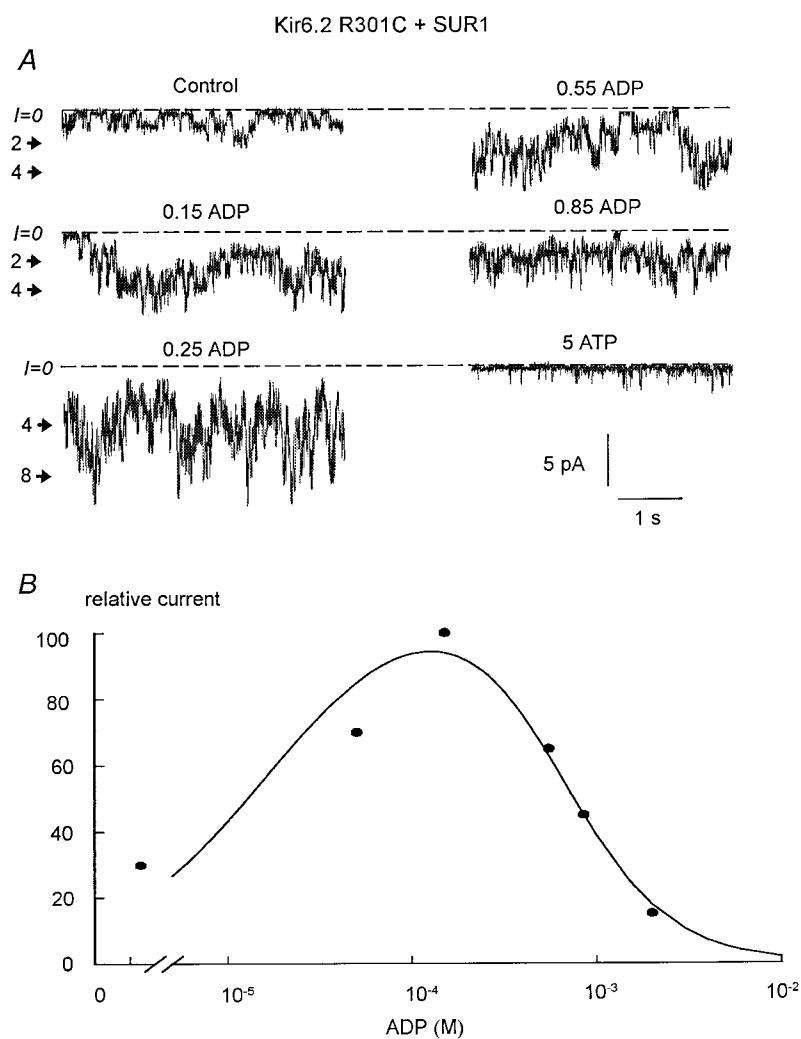 Kir6.2 R301C + SUR1
A
Control
I=0
2
4
0.55 ADP
0.15 ADP
I=0
2
4
0.85 ADP
0.25 ADP
I=0
4
8
5 ATP
5 pA
1 s
B
relative current
100
80
60
40
20
0
0 10-5 10-4 10-3 10-2
ADP (M)